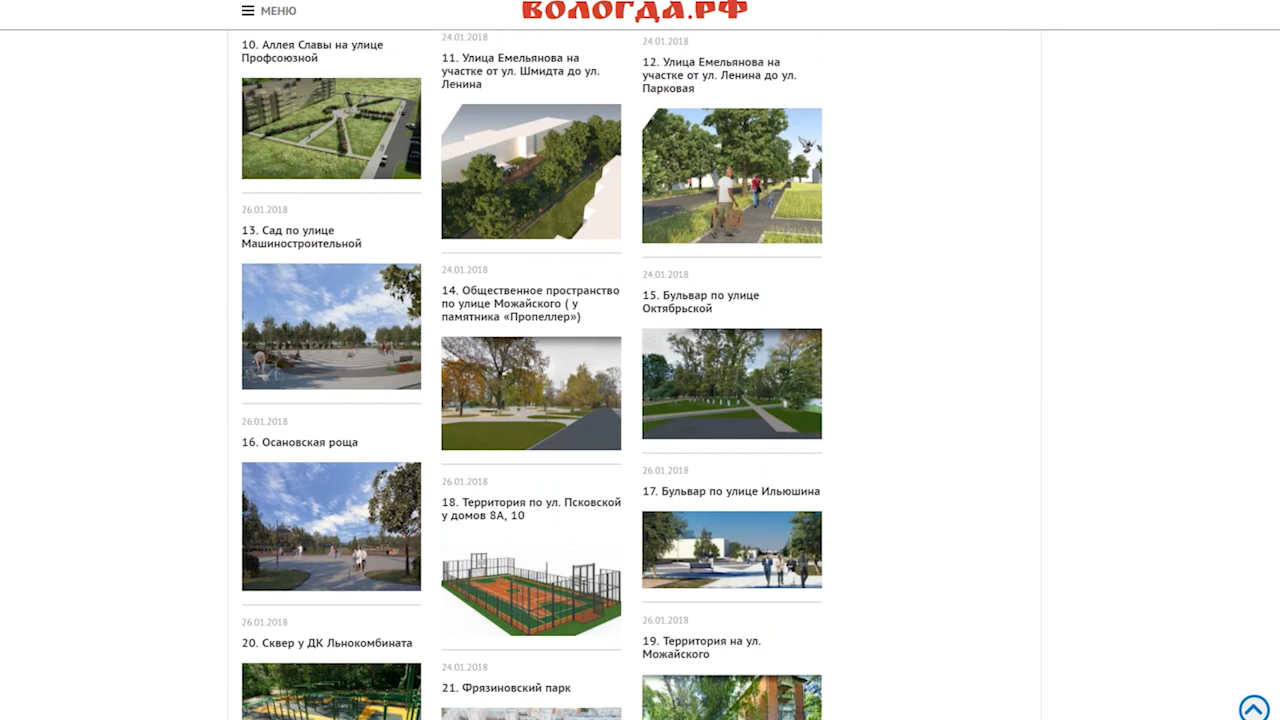 МЕНЮ
ВОЛОГДА.РФ
10. Аллея Славы на улице
Профсоюзной
26.01.2018
13. Сад по улице
Машиностроительной
26.01.2018
16. Осановская роща
26.01.2018
20. Сквер у ДК Льнокомбината
24.01.2018
11. Улица Емельянова на
участке от ул. Шмидта до ул.
Ленина
24.01.2018
14. Общественное пространство
по улице Можайского ( у
памятника «Пропеллер»)
26.01.2018
18. Территория по ул. Псковской
у домов 8А, 10
24.01.2018
21. Фрязиновский парк
24.01.2018
12. Улица Емельянова на
участке от ул. Ленина до ул.
Парковая
24.01.2018
15. Бульвар по улице
Октябрьской
26.01.2018
17. Бульвар по улице Ильюшина
26.01.2018
19. Территория на ул.
Можайского